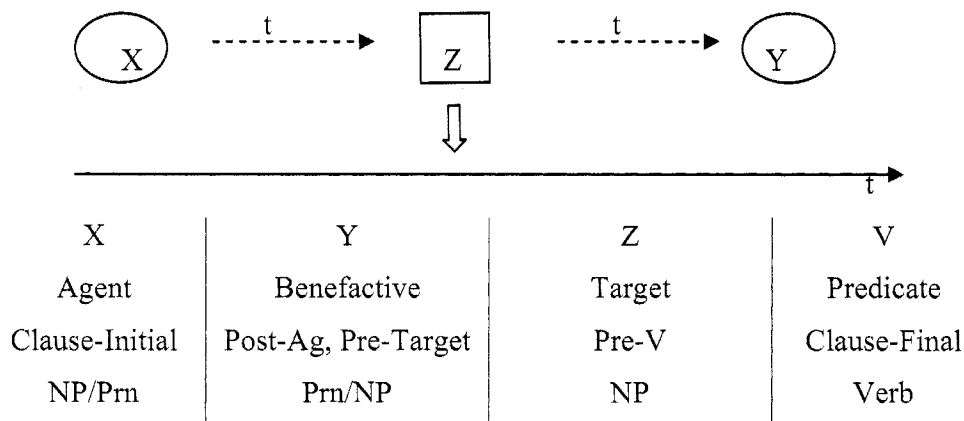 t t
X Z Y
t
X Y Z V
Agent Benefactive Target Predicate
Clause-Initial Post-Ag, Pre-Target Pre-V Clause-Final
NP/Prn Prn/NP NP Verb